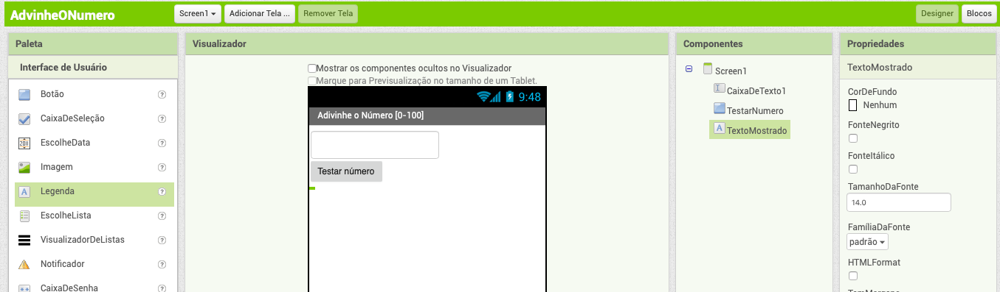 AdvinheONumero
Screen1
Adicionar Tela ...
Remover Tela
Designer
Blocos
Paleta
Interface de Usuário
Botão
CaixaDeSeleção
EscolheData
Imagem
Legenda
EscolheLista
VisualizadorDeListas
Notificador
CaixaDeSenha
Visualizador
Mostrar os componentes ocultos no Visualizador
Marque para Previsualização no tamanho de um Tablet.
9:48
Adivinhe o Número [0-100]
Testar número
Componentes
Screen1
CaixaDeTexto1
TestarNumero
TextoMostrado
Propriedades
TextoMostrado
CorDeFundo
Nenhum
FonteNegrito
FonteItálico
TamanhoDaFonte
14.0
FamíliaDaFonte
padrão
HTMLFormat